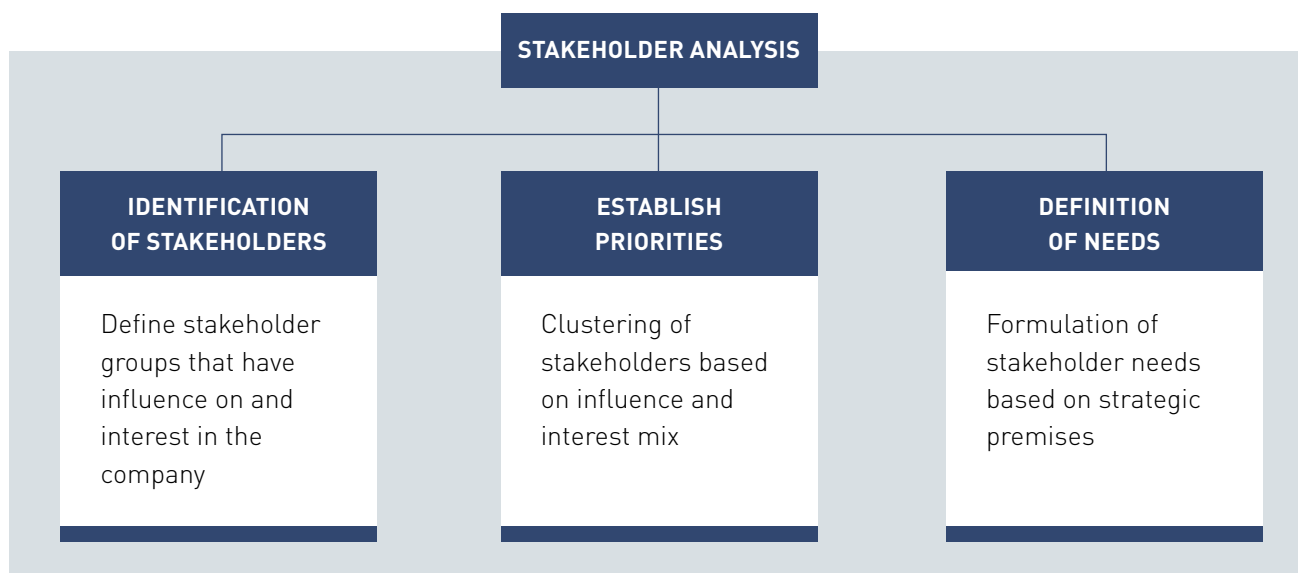 STAKEHOLDER ANALYSIS
IDENTIFICATION
OF STAKEHOLDERS
Define stakeholder
groups that have
influence on and
interest in the
company
ESTABLISH
PRIORITIES
Clustering of
stakeholders based
on influence and
interest mix
DEFINITION
OF NEEDS
Formulation of
stakeholder needs
based on strategic
premises